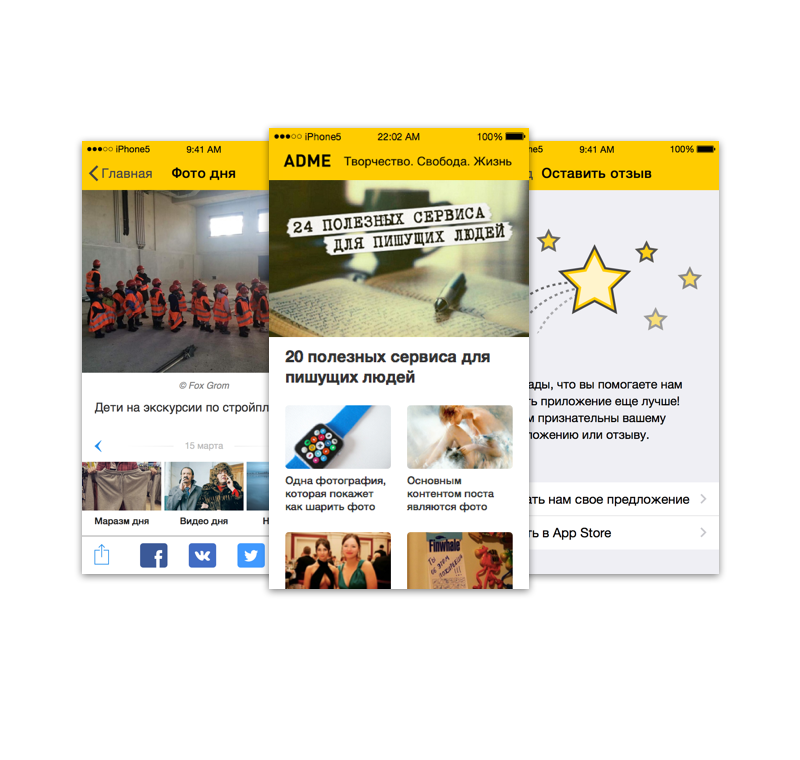 ●●●○○ iPhone5 9:41 AM
Главная Фото дня
© Fox Grom
Дети на экскурсии по стройпл
15 марта
Маразм дня Видео дня Н
●●●○○ iPhone5 22:02 AM 100%
ADME Творчество. Свобода. Жизнь
24 ПОЛЕЗНЫХ СЕРВИСА
ДЛЯ ПИШУЩИХ ЛЮДЕЙ
20 полезных сервиса для
пишущих людей
Одна фотография,
которая покажет
как шарить фото
Основным
контентом поста
являются фото
Finwhale
ne5 9:41 AM 100%
д Оставить отзыв
ады, что вы помогаете нам
ть приложение еще лучше!
м признательны вашему
ложению или отзыву.
ать нам свое предложение
ть в App Store